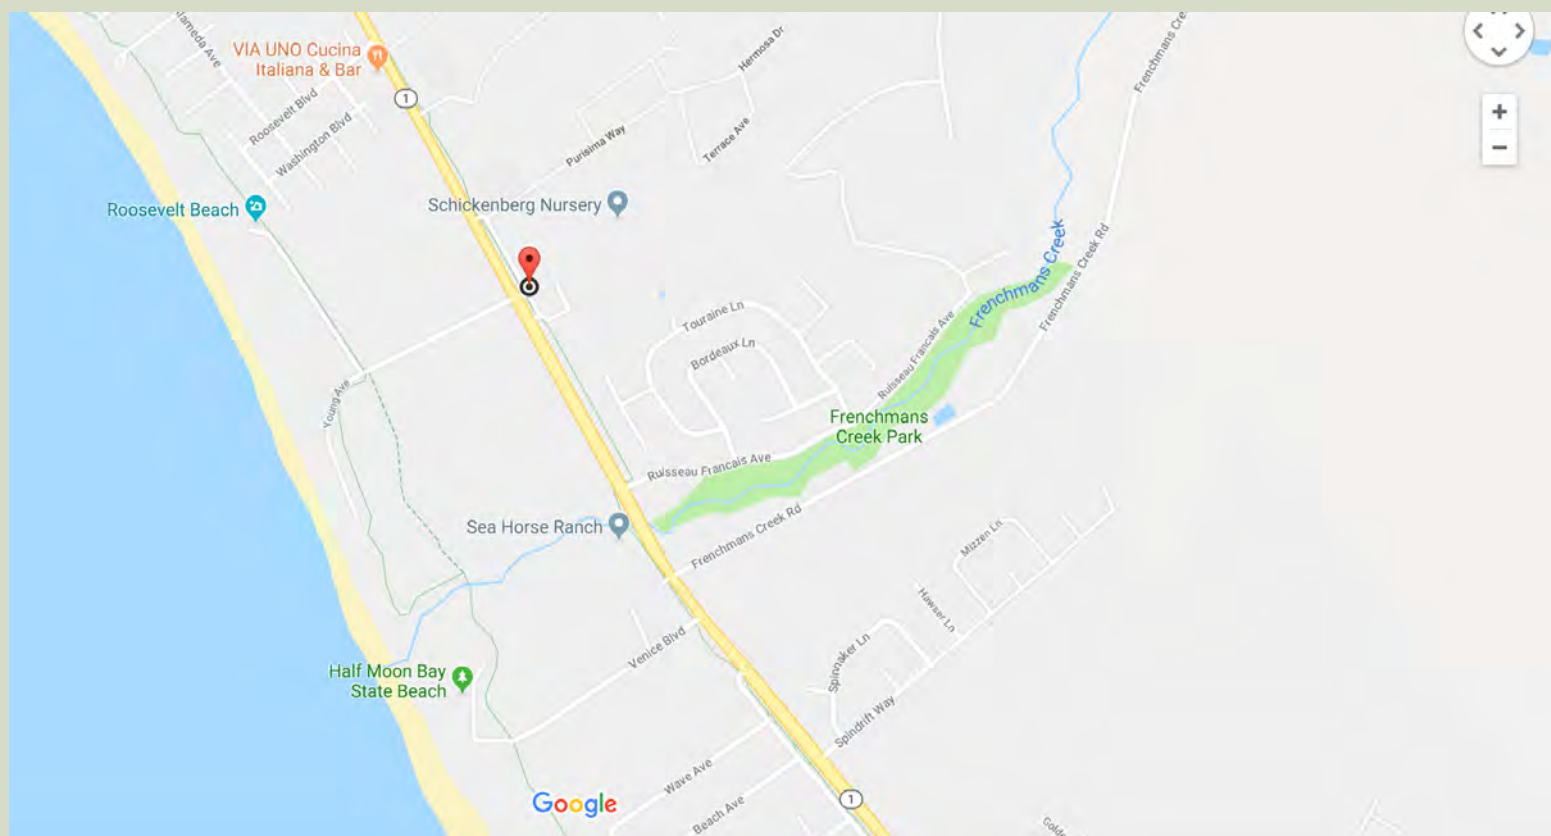 Alameda Ave
VIA UNO Cucina
Italiana & Bar
1
Hermosa Dr
Frenchmans Cre
Roosevelt Blvd
Washington Blvd
Purisima Way
Terrace Ave
Roosevelt Beach
Schickenberg Nursery
Frenchmans Creek
Frenchmans Creek Rd
Touraine Ln
Bordeaux Ln
Ruisseau Francais Ave
Young Ave
Frenchmans
Creek Park
Ruisseau Francais Ave
Sea Horse Ranch
Frenchmans Creek Rd
Mizzen Ln
Hawser Ln
Venice Blvd
Spinnaker Ln
Half Moon Bay
State Beach
Spindrift Way
Wave Ave
Google
Beach Ave
1